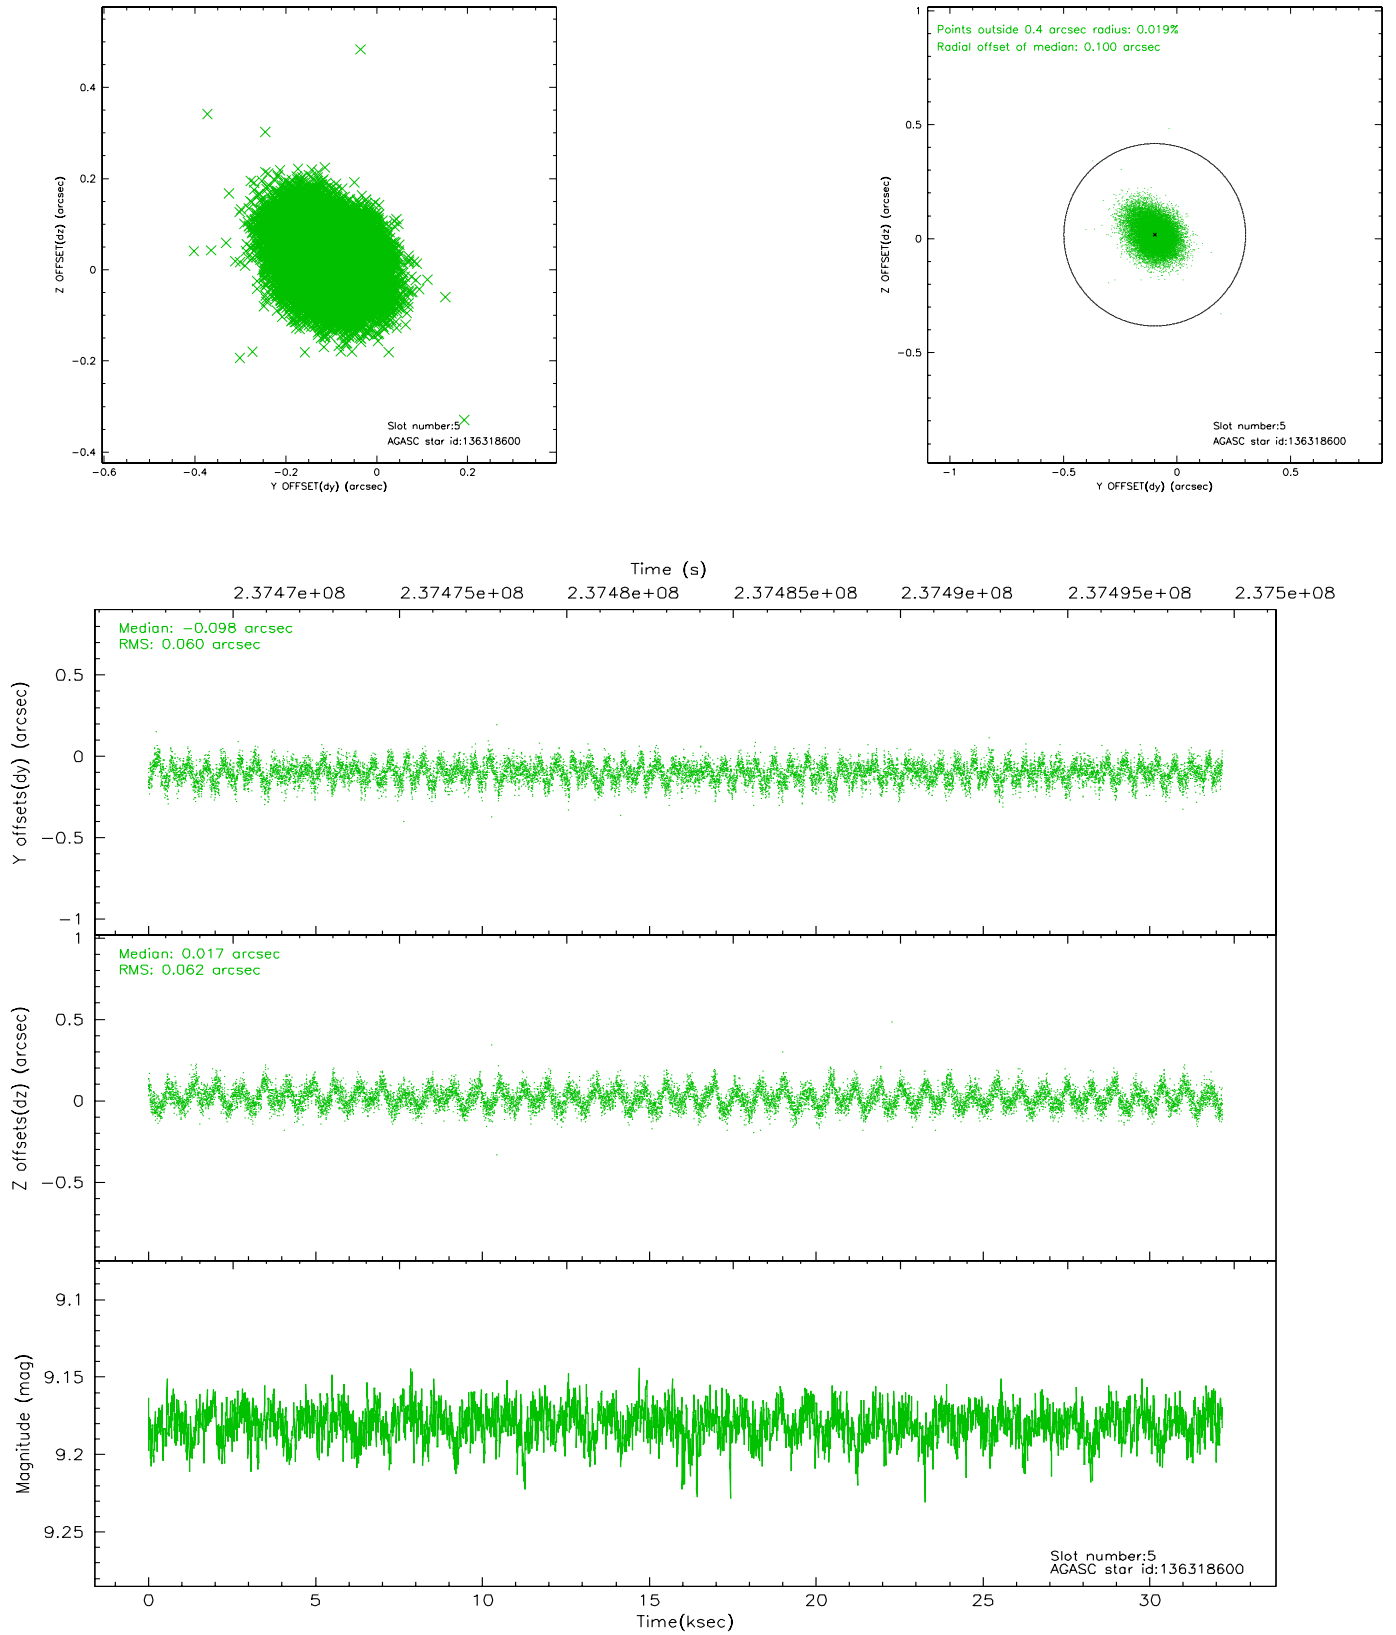 0.4
0.2
0
−0.2
−0.4
Z OFFSET(dz) (arcsec)
Slot number:5
AGASC star id:136318600
−0.6 −0.4 −0.2 0 0.2
Y OFFSET(dy) (arcsec)
Points outside 0.4 arcsec radius: 0.019%
Radial offset of median: 0.100 arcsec
1
0.5
0
−0.5
Z OFFSET(dz) (arcsec)
Slot number:5
AGASC star id:136318600
−1 −0.5 0 0.5
Y OFFSET(dy) (arcsec)
Time (s)
2.3747e+08 2.37475e+08 2.3748e+08 2.37485e+08 2.3749e+08 2.37495e+08 2.375e+08
Median: −0.098 arcsec
RMS: 0.060 arcsec
0.5
0
−0.5
−1
Y offsets(dy) (arcsec)
Median: 0.017 arcsec
RMS: 0.062 arcsec
1
0.5
0
−0.5
Z offsets(dz) (arcsec)
9.1
9.15
9.2
9.25
Magnitude (mag)
Slot number:5
AGASC star id:136318600
0 5 10 15 20 25 30
Time(ksec)